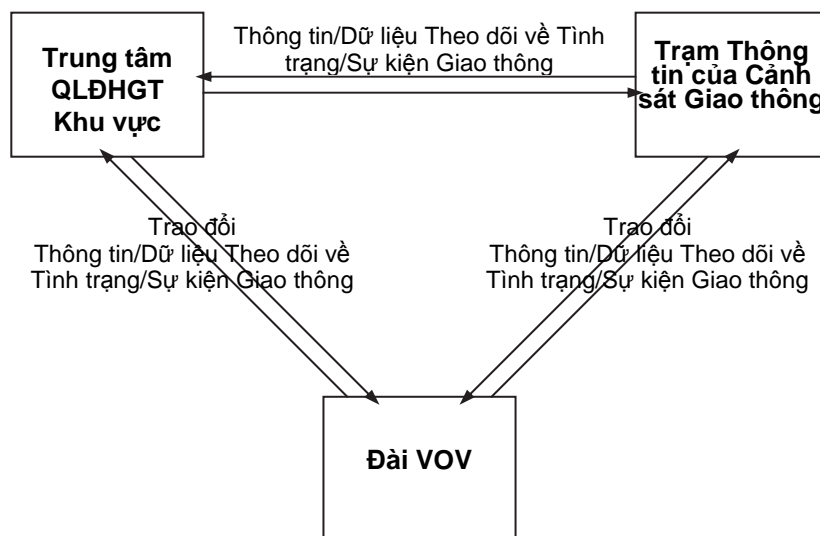 Trung tâm
QLĐHGT
Khu vực
Thông tin/Dữ liệu Theo dõi về Tình
trạng/Sự kiện Giao thông
Trạm Thông
tin của Cảnh
sát Giao thông
Trao đổi
Thông tin/Dữ liệu Theo dõi về
Tình trạng/Sự kiện Giao thông
Trao đổi
Thông tin/Dữ liệu Theo dõi về
Tình trạng/Sự kiện Giao thông
Đài VOV